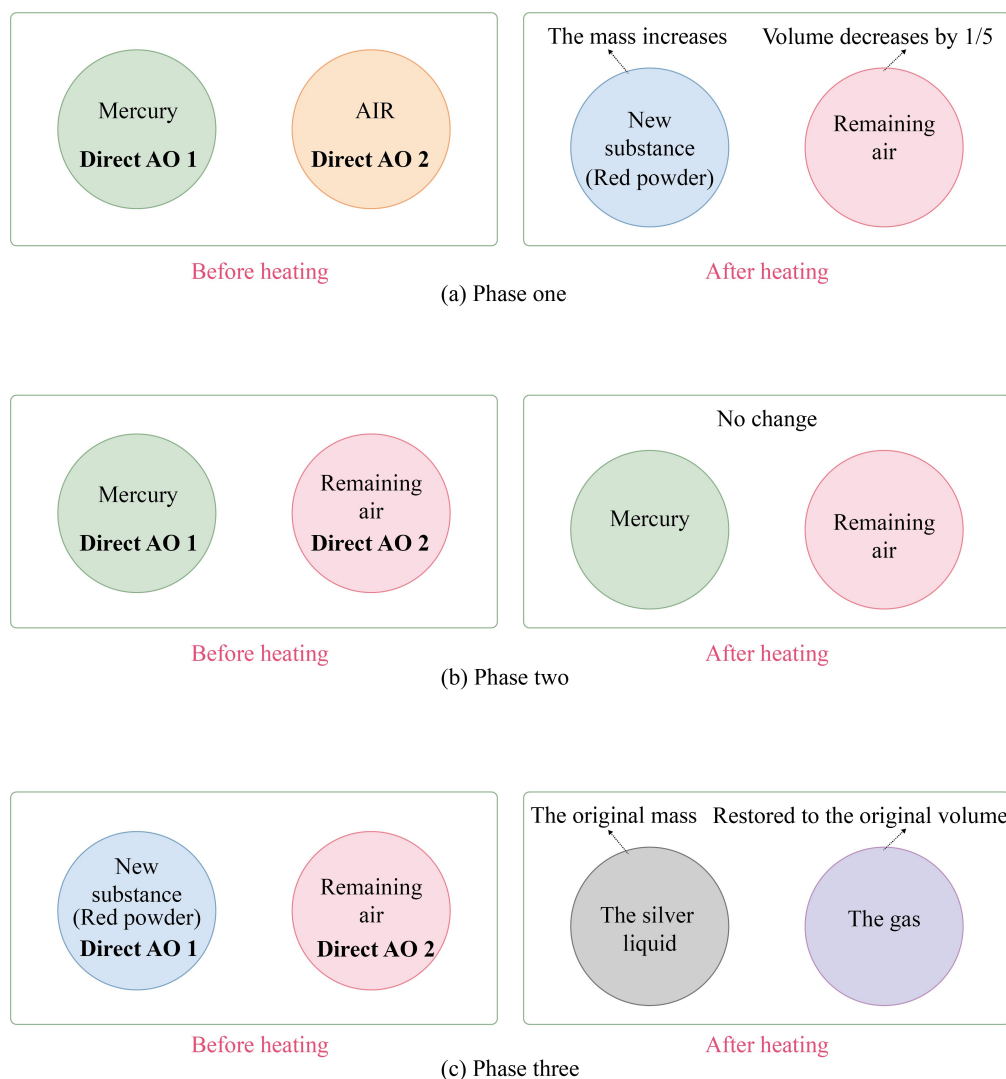 The mass increases
Volume decreases by 1/5
Mercury
Direct AO 1
AIR
Direct AO 2
New
substance
(Red powder)
Remaining
air
Before heating
After heating
(a) Phase one
No change
Mercury
Direct AO 1
Remaining
air
Direct AO 2
Mercury
Remaining
air
Before heating
After heating
(b) Phase two
The original mass
Restored to the original volume
New
substance
(Red powder)
Direct AO 1
Remaining
air
Direct AO 2
The silver
liquid
The gas
Before heating
After heating
(c) Phase three